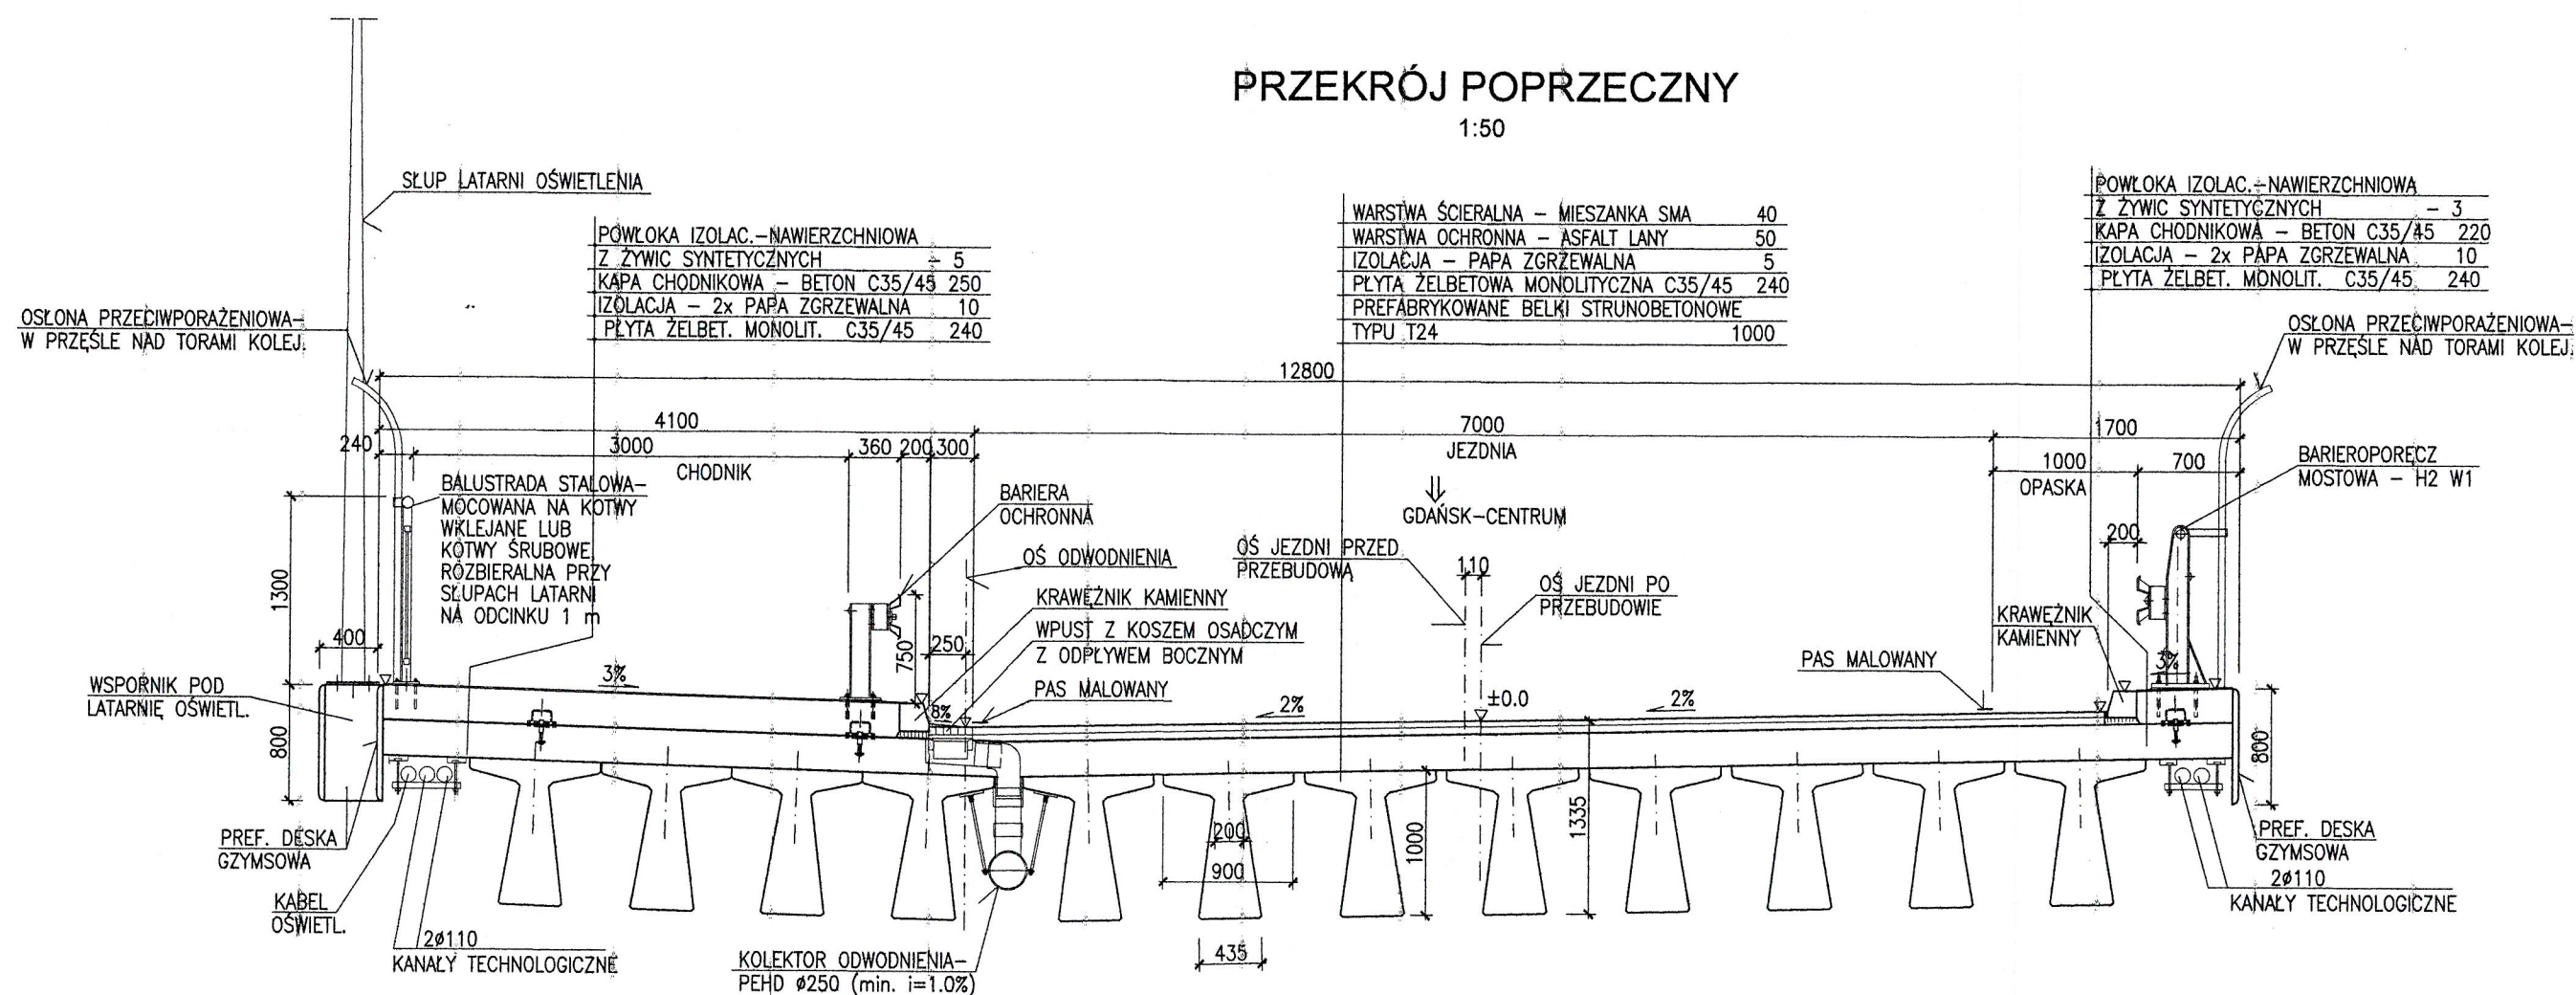 PRZEKRÓJ POPRZECZNY
1:50
SŁUP LATARNI OŚWIETLENIA
POWŁOKA IZOLAC.-NAWIERZCHNIOWA
Z ŻYWIC SYNTETYCZNYCH - 5
KAPA CHODNIKOWA - BETON C35/45 250
IZOLACJA - 2x PAPA ZGRZEWALNA 10
PŁYTA ŻELBET. MONOLIT. C35/45 240
WARSTWA ŚCIERALNA - MIESZANKA SMA 40
WARSTWA OCHRONNA - ASFALT LANY 50
IZOLACJA - PAPA ZGRZEWALNA 5
PŁYTA ŻELBETOWA MONOLITYCZNA C35/45 240
PREFABRYKOWANE BELKI STRUNOBETONOWE
TYPU T24 1000
POWŁOKA IZOLAC.-NAWIERZCHNIOWA
Z ŻYWIC SYNTETYCZNYCH - 3
KAPA CHODNIKOWA - BETON C35/45 220
IZOLACJA - 2x PAPA ZGRZEWALNA 10
PŁYTA ŻELBET. MONOLIT. C35/45 240
OSŁONA PRZECIWPORAŻENIOWA-
W PRZĘŚLE NAD TORAMI KOLEJ.
OSŁONA PRZECIWPORAŻENIOWA-
W PRZĘŚLE NAD TORAMI KOLEJ.
12800
4100
7000
1700
240
3000
360
200
300
JEZDNIA
CHODNIK
1000
700
OPASKA
BARIEROPORĘCZ
MOSTOWA - H2 W1
BALUSTRADA STALOWA-
MOCOWANA NA KOTWY
WKLEJANE LUB
KOTWY ŚRUBOWE,
ROZBIERALNA PRZY
SŁUPACH LATARNI
NA ODCINKU 1 m
BARIERA
OCHRONNA
⇓
GDAŃSK-CENTRUM
OŚ ODWODNIENIA
OŚ JEZDNI PRZED
PRZEBUDOWĄ
110
OŚ JEZDNI PO
PRZEBUDOWIE
200
1300
400
KRAWĘŻNIK KAMIENNY
WPUST Z KOSZEM OSADCZYM
Z ODPŁYWEM BOCZNYM
250
750
KRAWĘŻNIK
KAMIENNY
PAS MALOWANY
3%
WSPORNIK POD
LATARNIĘ OŚWIETL.
3%
PAS MALOWANY
8%
2%
±0.0
2%
800
800
PREF. DESKA
GZYMSOWA
200
900
1000
1335
PREF. DESKA
GZYMSOWA
KABEL
OŚWIETL.
2ø110
KANAŁY TECHNOLOGICZNE
2ø110
KANAŁY TECHNOLOGICZNE
KOLEKTOR ODWODNIENIA-
PEHD ø250 (min. i=1.0%)
435